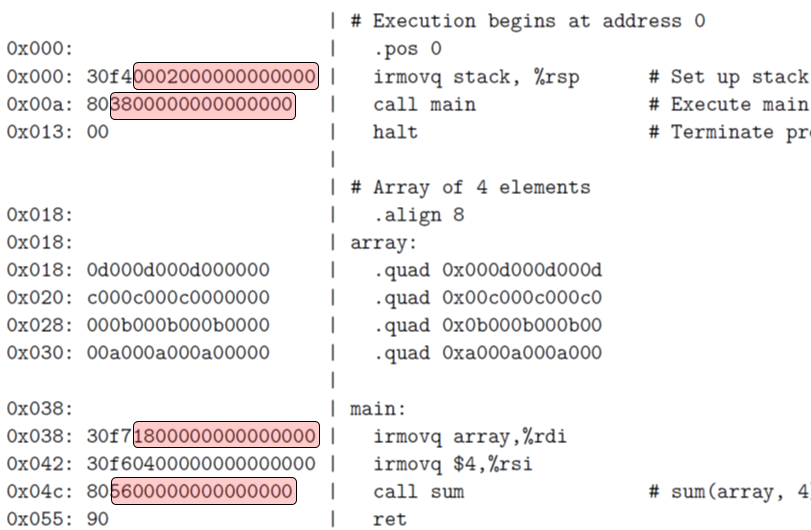 | # Execution begins at address 0
0x000: | .pos 0
0x000: 30f40002000000000000 | irmovq stack, %rsp # Set up stack
0x00a: 803800000000000000 | call main # Execute main
0x013: 00 | halt # Terminate pr
|
| # Array of 4 elements
0x018: | .align 8
0x018: | array:
0x018: 0d000d000d000000 | .quad 0x000d000d000d
0x020: c000c000c0000000 | .quad 0x00c000c000c0
0x028: 000b000b000b0000 | .quad 0x0b000b000b00
0x030: 00a000a000a00000 | .quad 0xa000a000a000
|
0x038: | main:
0x038: 30f71800000000000000 | irmovq array,%rdi
0x042: 30f60400000000000000 | irmovq $4,%rsi
0x04c: 805600000000000000 | call sum # sum(array, 4
0x055: 90 | ret